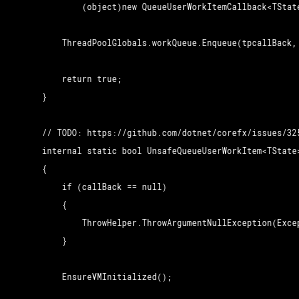 (object)new QueueUserWorkItemCallback<TState
ThreadPoolGlobals.workQueue.Enqueue(tpcallBack,
return true;
}
// TODO: https://github.com/dotnet/corefx/issues/325
internal static bool UnsafeQueueUserWorkItem<TState>
{
if (callBack == null)
{
ThrowHelper.ThrowArgumentNullException(Excep
}
EnsureVMInitialized();